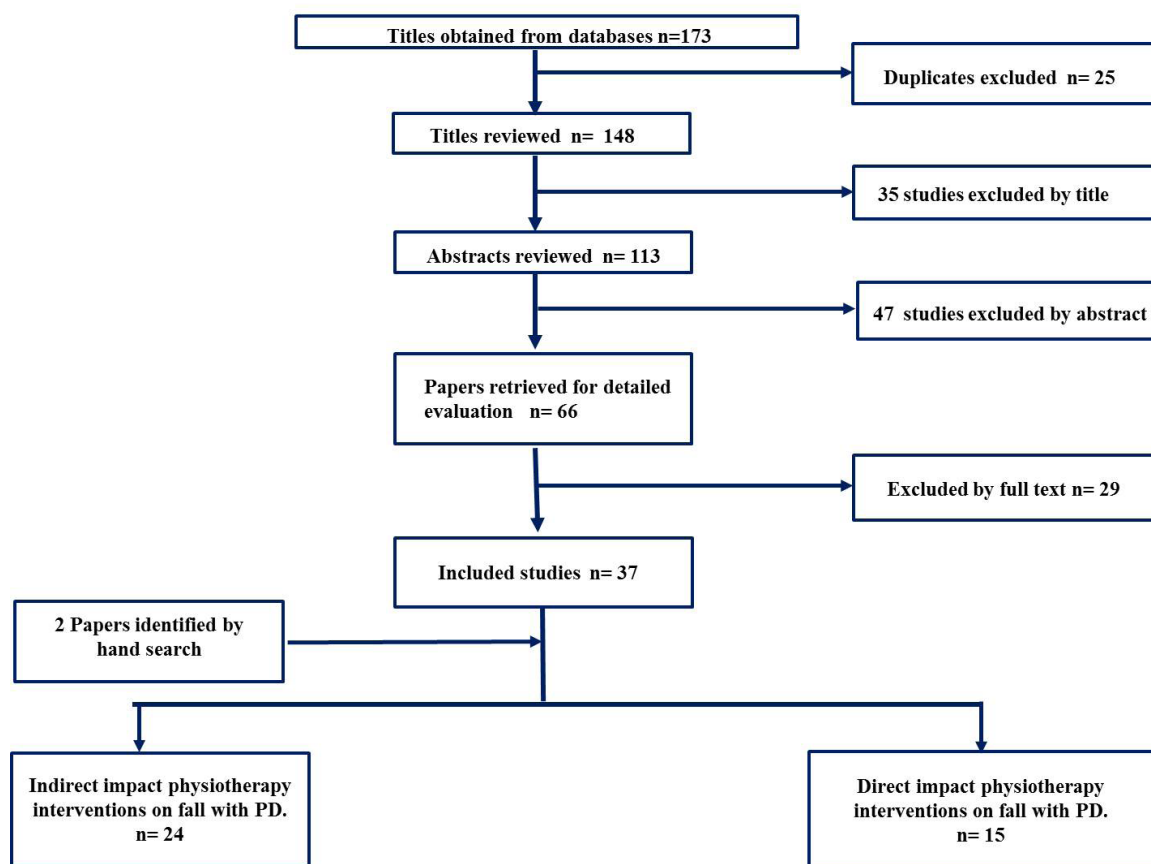 Titles obtained from databases n=173
Duplicates excluded n= 25
Titles reviewed n= 148
35 studies excluded by title
Abstracts reviewed n= 113
47 studies excluded by abstract
Papers retrieved for detailed
evaluation n= 66
Excluded by full text n= 29
Included studies n= 37
2 Papers identified by
hand search
Indirect impact physiotherapy
interventions on fall with PD.
n= 24
Direct impact physiotherapy
interventions on fall with PD.
n= 15